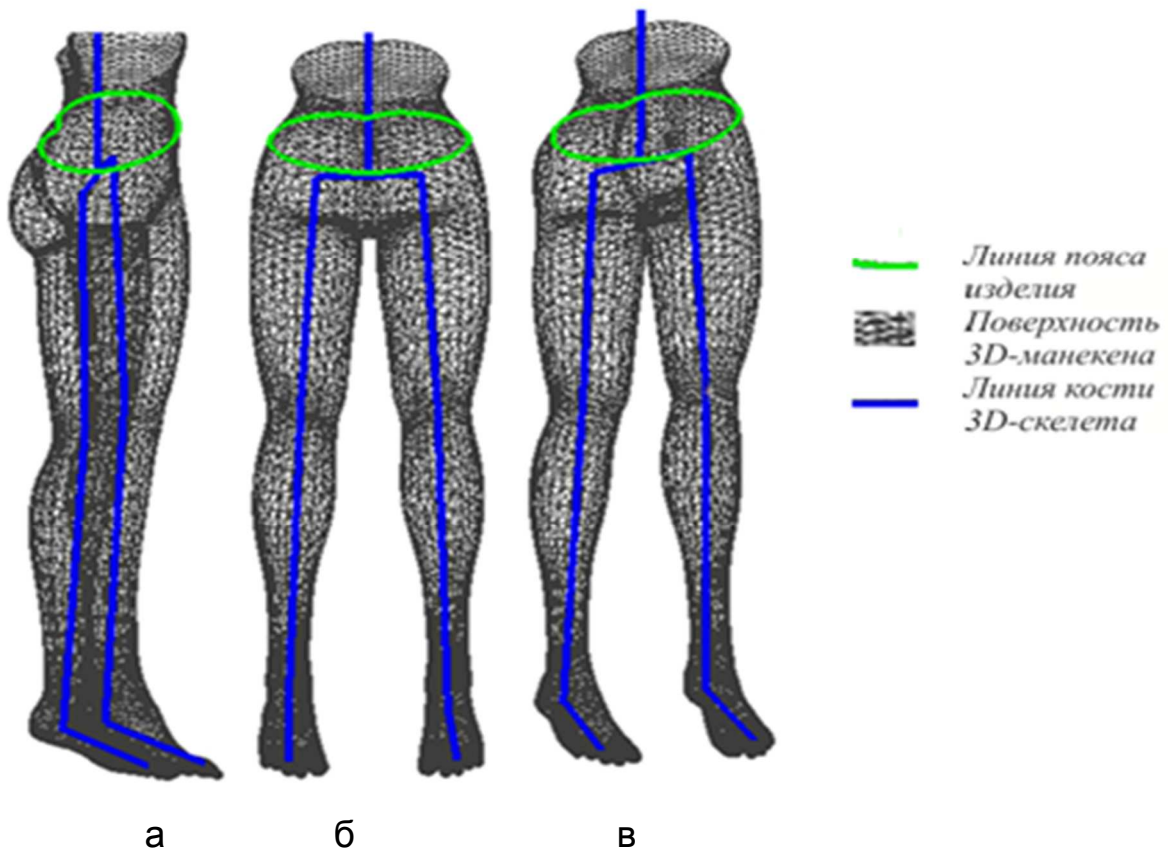 Линия пояса
изделия
Поверхность
3D-манекена
Линия кости
3D-скелета
а б в